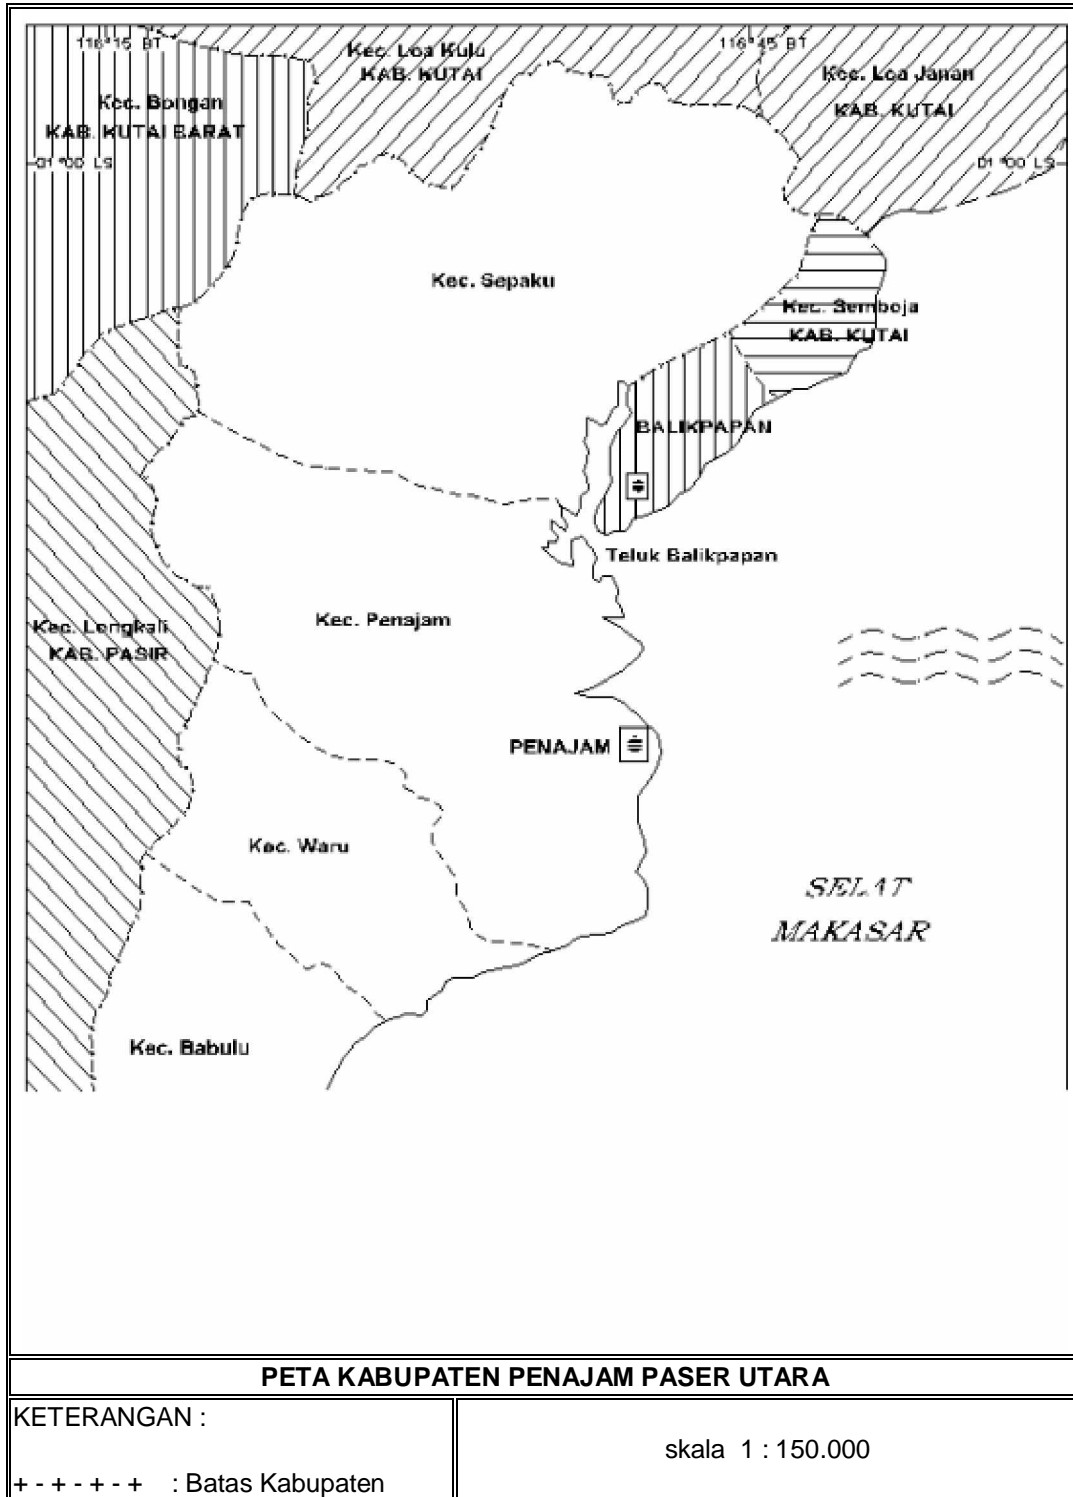 116°15 BT
Kec. Loa Kulu
KAB. KUTAI
116°45 BT
Kec. Loa Janan
KAB. KUTAI
Kec. Bongan
KAB. KUTAI BARAT
01°00 LS
01°00 LS
Kec. Sepaku
Kec. Semboja
KAB. KUTAI
BALIKPAPAN
Teluk Balikpapan
Kec. Penajam
Kec. Longkali
KAB. PASIR
PENAJAM
Kec. Waru
SELAT
MAKASAR
Kec. Babulu
PETA KABUPATEN PENAJAM PASER UTARA
KETERANGAN :
skala 1 : 150.000
+ - + - + - + : Batas Kabupaten